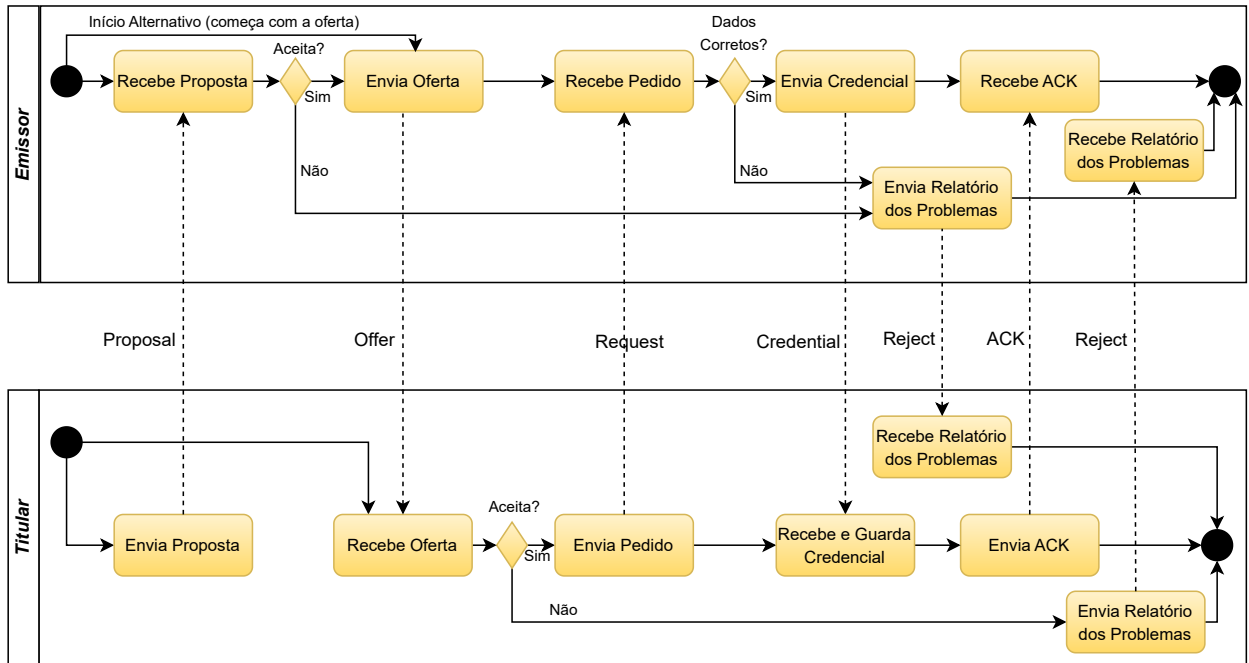 Emissor
Início Alternativo (começa com a oferta)
Recebe Proposta
Aceita?
Sim
Não
Envia Oferta
Recebe Pedido
Dados
Corretos?
Sim
Não
Envia Credencial
Recebe ACK
Envia Relatório
dos Problemas
Recebe Relatório
dos Problemas
Proposal
Offer
Request
Credential
Reject
ACK
Reject
Titular
Envia Proposta
Recebe Oferta
Aceita?
Sim
Não
Envia Pedido
Recebe e Guarda
Credencial
Recebe Relatório
dos Problemas
Envia ACK
Envia Relatório
dos Problemas